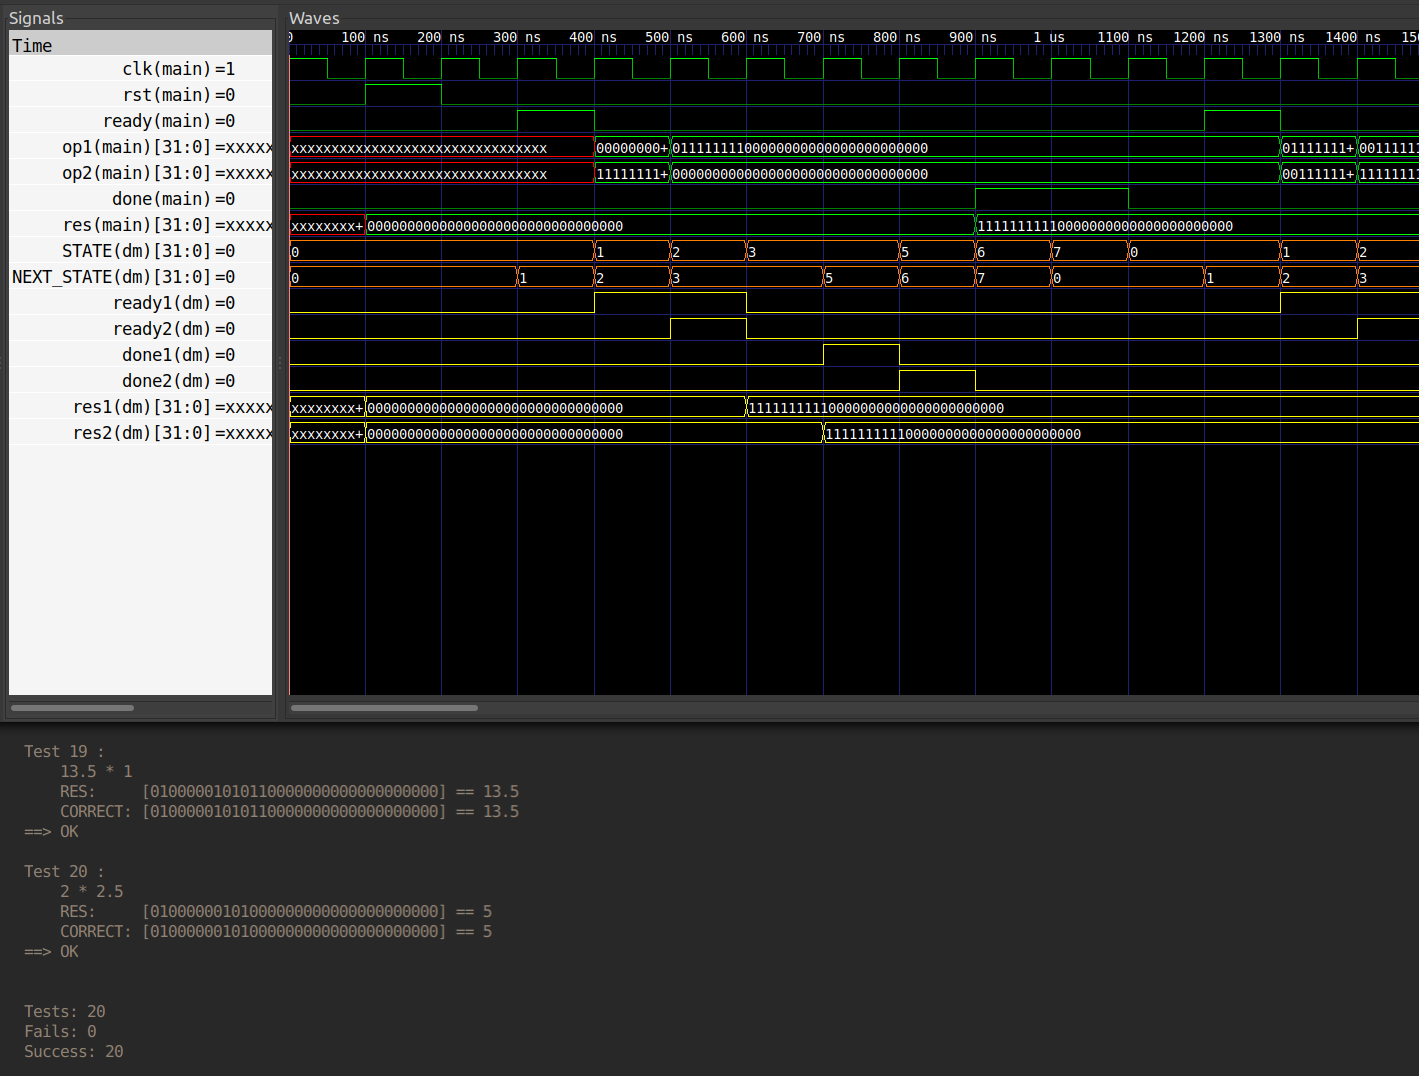 Signals Waves
Time 0 100 ns 200 ns 300 ns 400 ns 500 ns 600 ns 700 ns 800 ns 900 ns 1 us 1100 ns 1200 ns 1300 ns 1400 ns 150
clk(main)=1
rst(main)=0
ready(main)=0
op1(main)[31:0]=xxxxx xxxxxxxxxxxxxxxxxxxxxxxxxxxxxxxx 00000000+ 01111111100000000000000000000000 01111111+ 00111111
op2(main)[31:0]=xxxxx xxxxxxxxxxxxxxxxxxxxxxxxxxxxxxxx 11111111+ 00000000000000000000000000000000 00111111+ 11111111
done(main)=0
res(main)[31:0]=xxxxx xxxxxxxx+ 00000000000000000000000000000000 11111111110000000000000000000000
STATE(dm)[31:0]=0 0 1 2 3 5 6 7 0 1 2
NEXT_STATE(dm)[31:0]=0 0 1 2 3 5 6 7 0 1 2 3
ready1(dm)=0
ready2(dm)=0
done1(dm)=0
done2(dm)=0
res1(dm)[31:0]=xxxxx xxxxxxxx+ 00000000000000000000000000000000 11111111110000000000000000000000
res2(dm)[31:0]=xxxxx xxxxxxxx+ 00000000000000000000000000000000 11111111110000000000000000000000
Test 19 :
13.5 * 1
RES: [01000001010110000000000000000000] == 13.5
CORRECT: [01000001010110000000000000000000] == 13.5
==> OK
Test 20 :
2 * 2.5
RES: [01000000101000000000000000000000] == 5
CORRECT: [01000000101000000000000000000000] == 5
==> OK
Tests: 20
Fails: 0
Success: 20